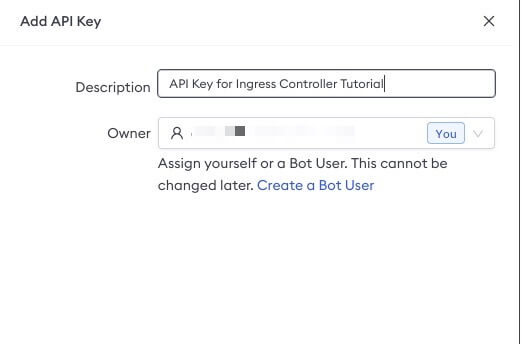 Add API Key
Description API Key for Ingress Controller Tutorial
Owner You
Assign yourself or a Bot User. This cannot be
changed later. Create a Bot User